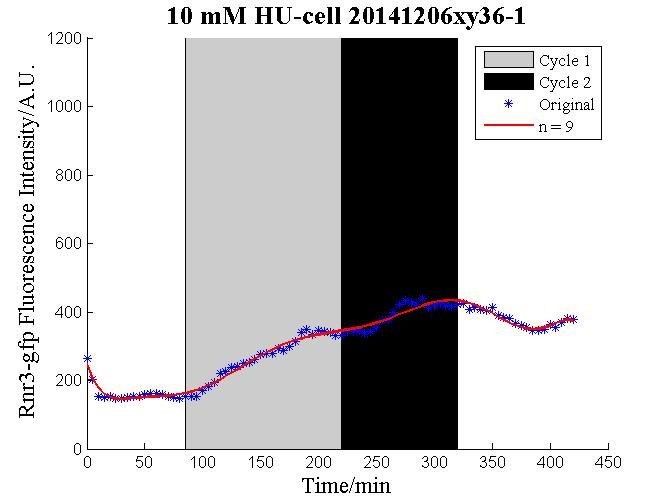 10 mM HU-cell 20141206xy36-1
Rnr3-gfp Fluorescence Intensity/A.U.
1200
1000
800
600
400
200
0
Cycle 1
Cycle 2
Original
n = 9
0 50 100 150 200 250 300 350 400 450
Time/min